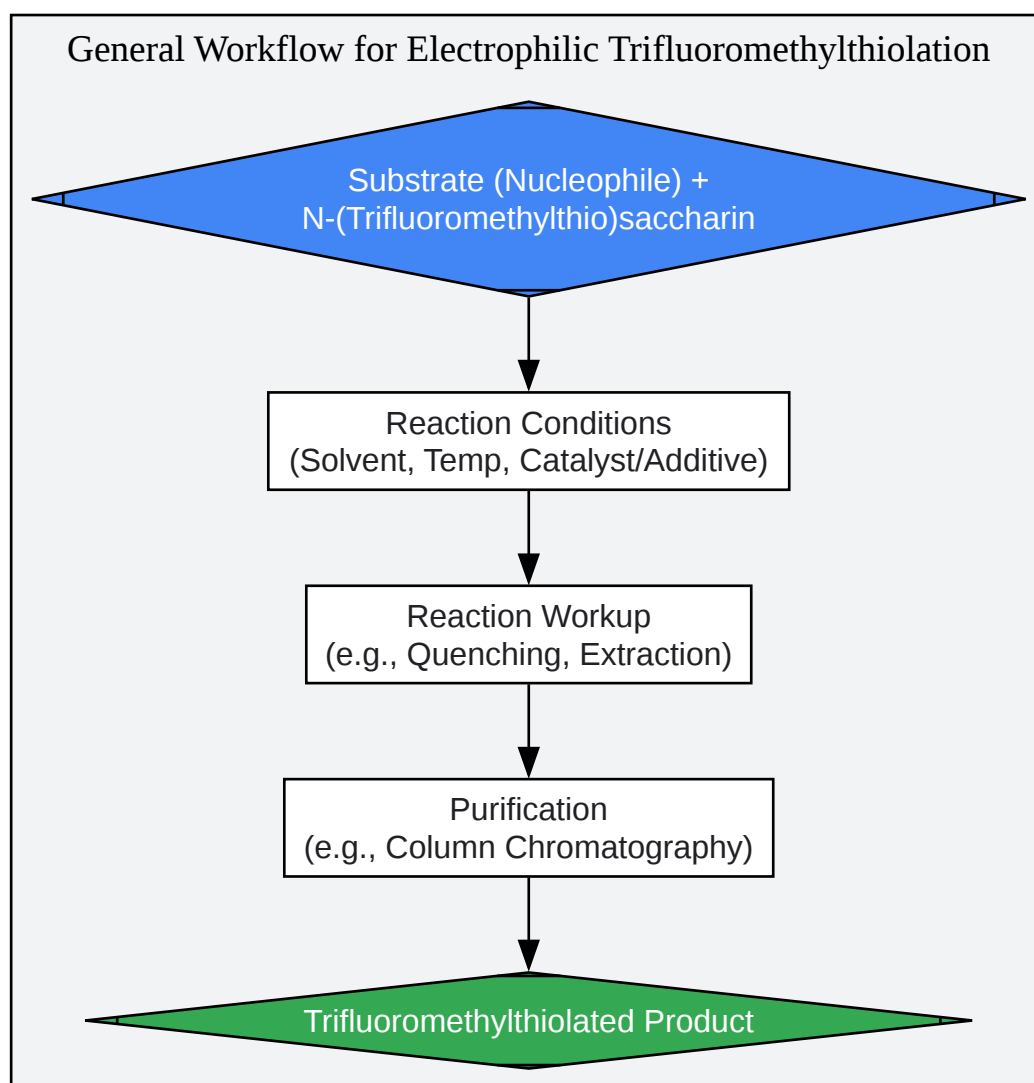 General Workflow for Electrophilic Trifluoromethylthiolation
Substrate (Nucleophile) +
N-(Trifluoromethylthio)saccharin
Reaction Conditions
(Solvent, Temp, Catalyst/Additive)
Reaction Workup
(e.g., Quenching, Extraction)
Purification
(e.g., Column Chromatography)
Trifluoromethylthiolated Product